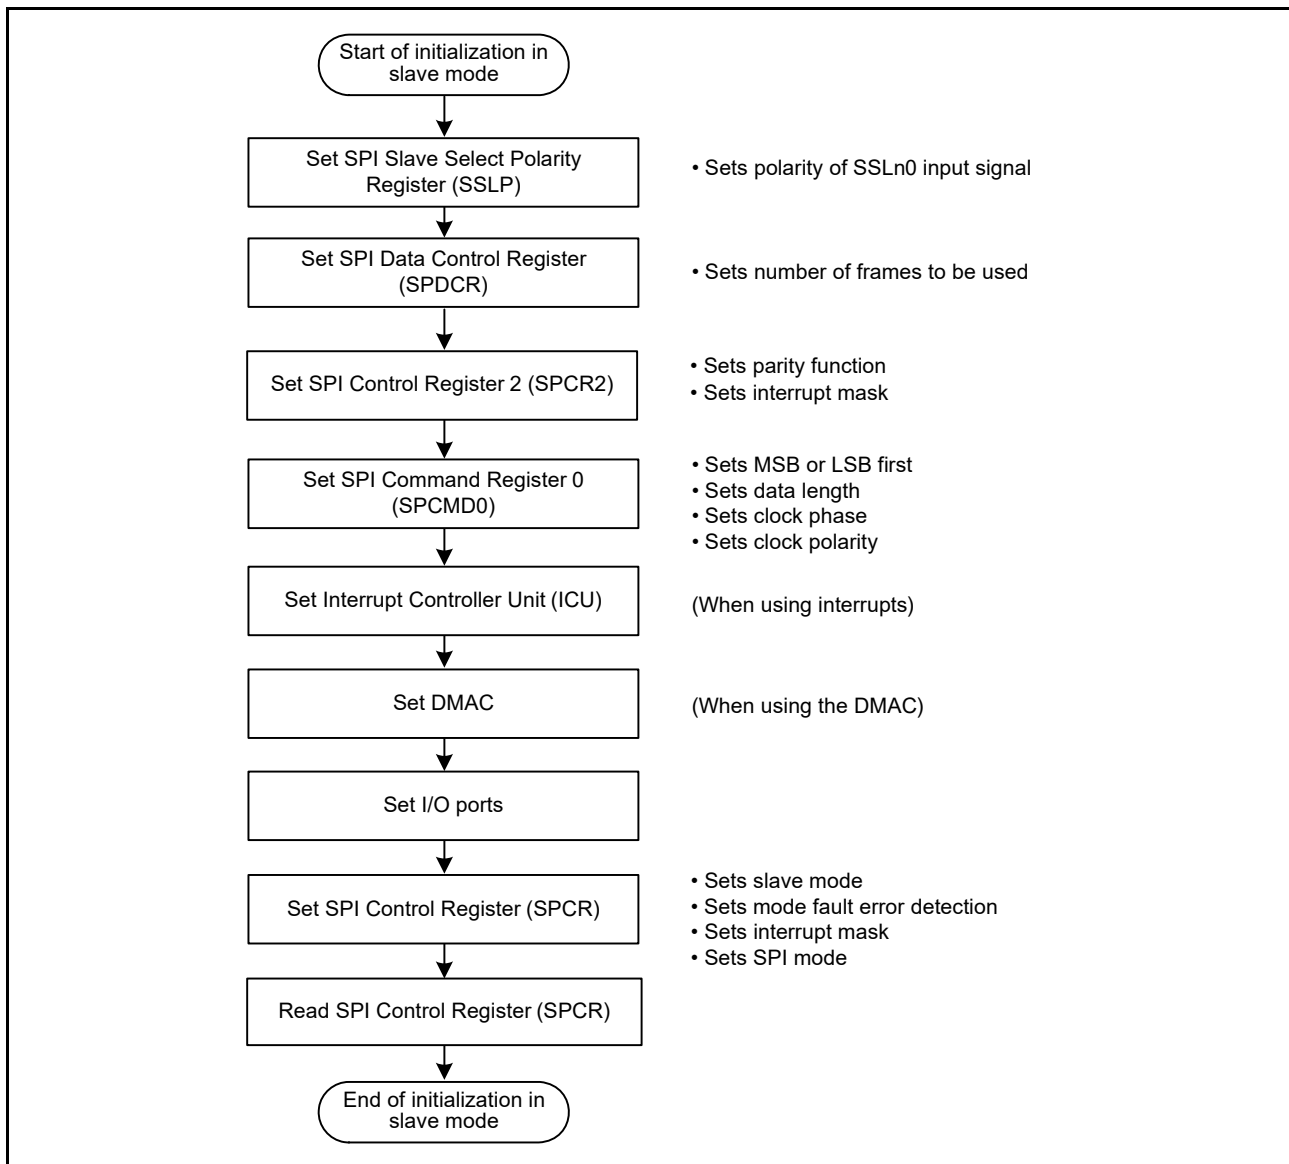 Start of initialization in
slave mode
Set SPI Slave Select Polarity
Register (SSLP)
• Sets polarity of SSLn0 input signal
Set SPI Data Control Register
(SPDCR)
• Sets number of frames to be used
Set SPI Control Register 2 (SPCR2)
• Sets parity function
• Sets interrupt mask
Set SPI Command Register 0
(SPCMD0)
• Sets MSB or LSB first
• Sets data length
• Sets clock phase
• Sets clock polarity
Set Interrupt Controller Unit (ICU)
(When using interrupts)
Set DMAC
(When using the DMAC)
Set I/O ports
Set SPI Control Register (SPCR)
• Sets slave mode
• Sets mode fault error detection
• Sets interrupt mask
• Sets SPI mode
Read SPI Control Register (SPCR)
End of initialization in
slave mode